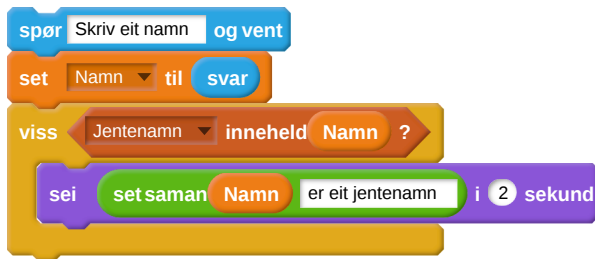 spør Skriv eit namn og vent
set Namn til svar
viss Jentenamn inneheld Namn ?
sei set saman Namn er eit jentenamn i 2 sekund